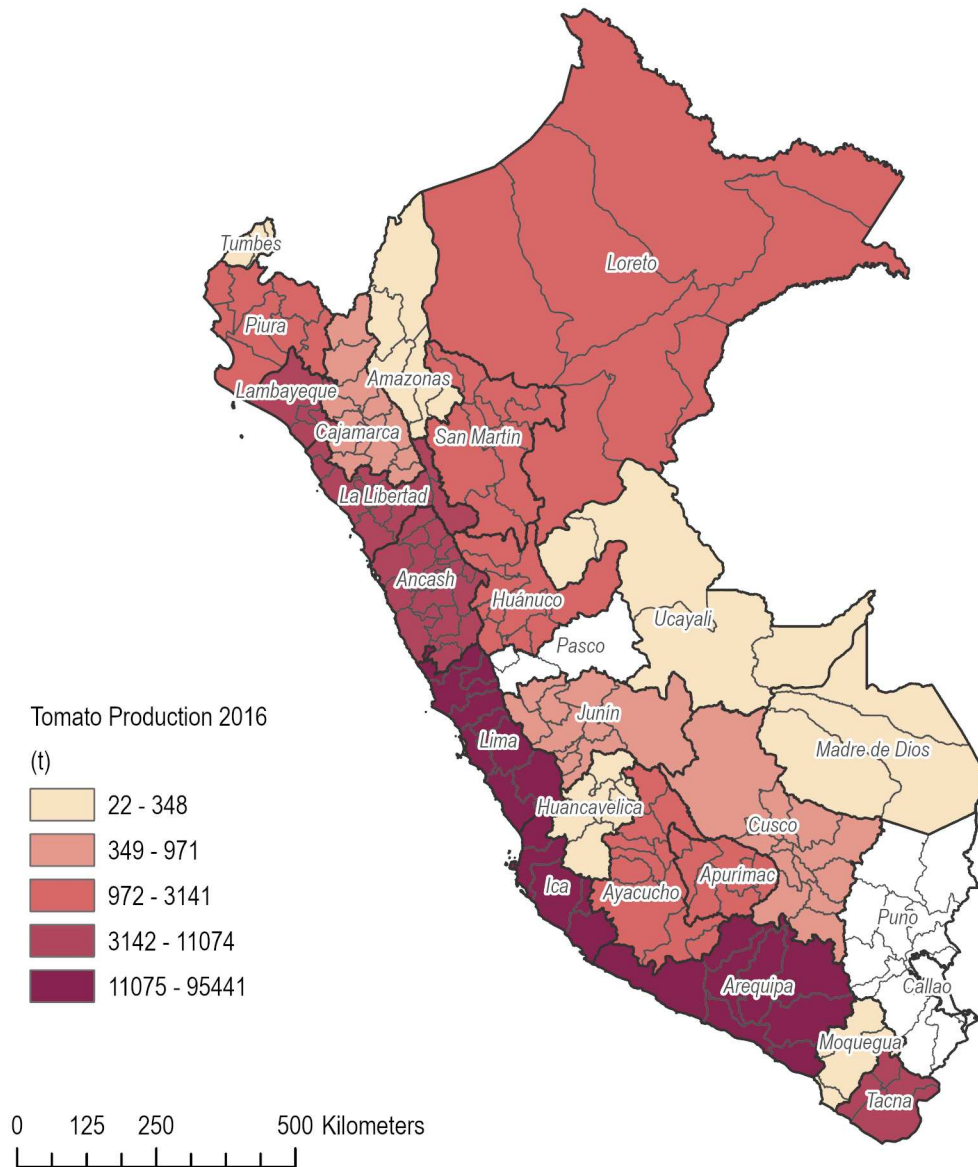 Tumbes
Loreto
Piura
Lambayeque
Amazonas
Cajamarca
San Martín
La Libertad
Ancash
Huánuco
Ucayali
Pasco
Junín
Lima
Madre de Dios
Huancavelica
Cusco
Ica
Ayacucho
Apurímac
Puno
Arequipa
Callao
Moquegua
Tacna
Tomato Production 2016
(t)
22 - 348
349 - 971
972 - 3141
3142 - 11074
11075 - 95441
0 125 250 500 Kilometers